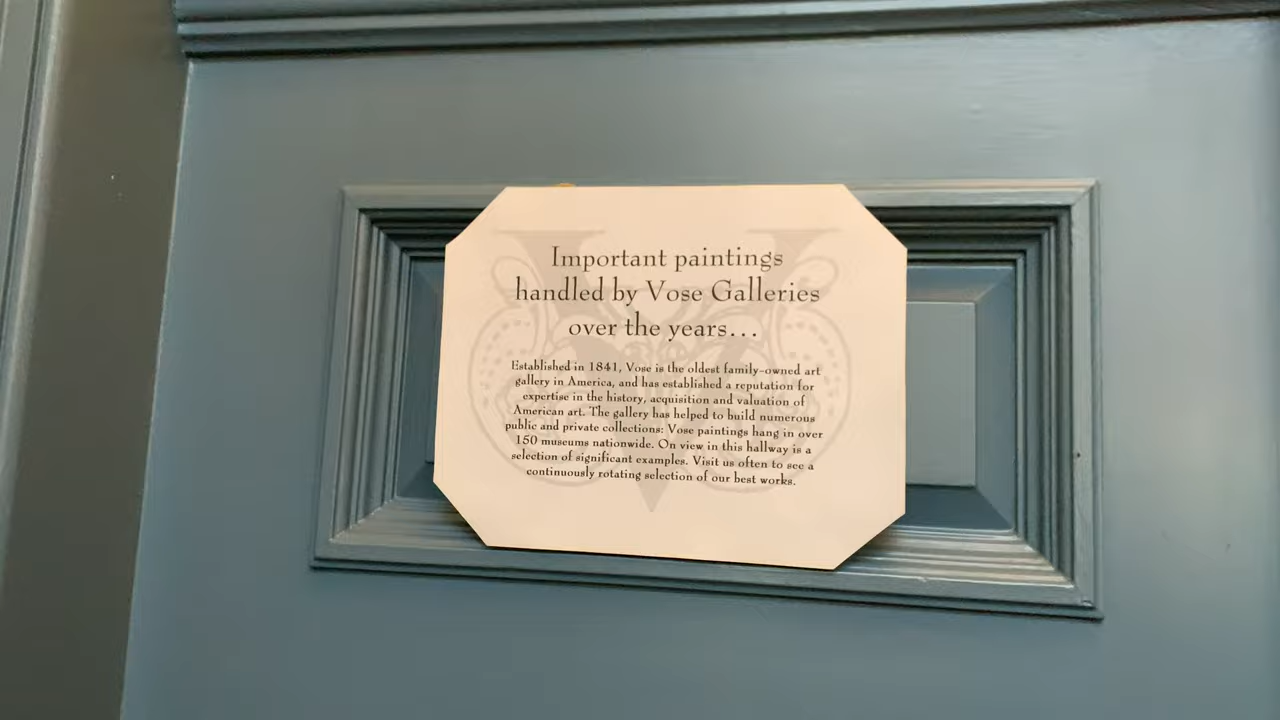 Important paintings
handled by Vose Galleries
over the years...
Established in 1841, Vose is the oldest family-owned art
gallery in America, and has established a reputation for
expertise in the history, acquisition and valuation of
American art. The gallery has helped to build numerous
public and private collections: Vose paintings hang in over
150 museums nationwide. On view in this hallway is a
selection of significant examples. Visit us often to see a
continuously rotating selection of our best works.